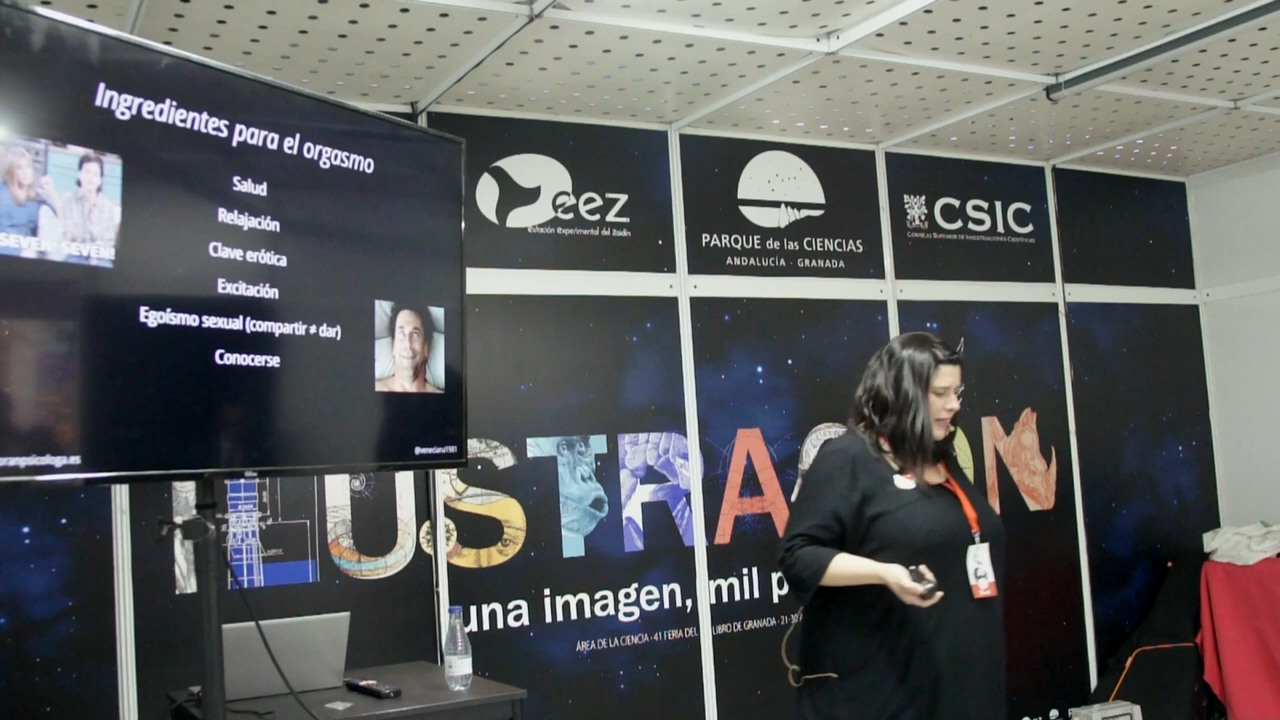 Ingredientes para el orgasmo
Salud
Relajación
Clave erótica
Excitación
Egoísmo sexual (compartir ≠ dar)
Conocerse
SEVEN! SEVEN!
@veneciana1981
eez
Estación Experimental del Zaidín
PARQUE de las CIENCIAS
ANDALUCÍA · GRANADA
CSIC
CONSEJO SUPERIOR DE INVESTIGACIONES CIENTÍFICAS
una imagen, mil p
ÁREA DE LA CIENCIA · 41 FERIA DEL LIBRO DE GRANADA · 21-30